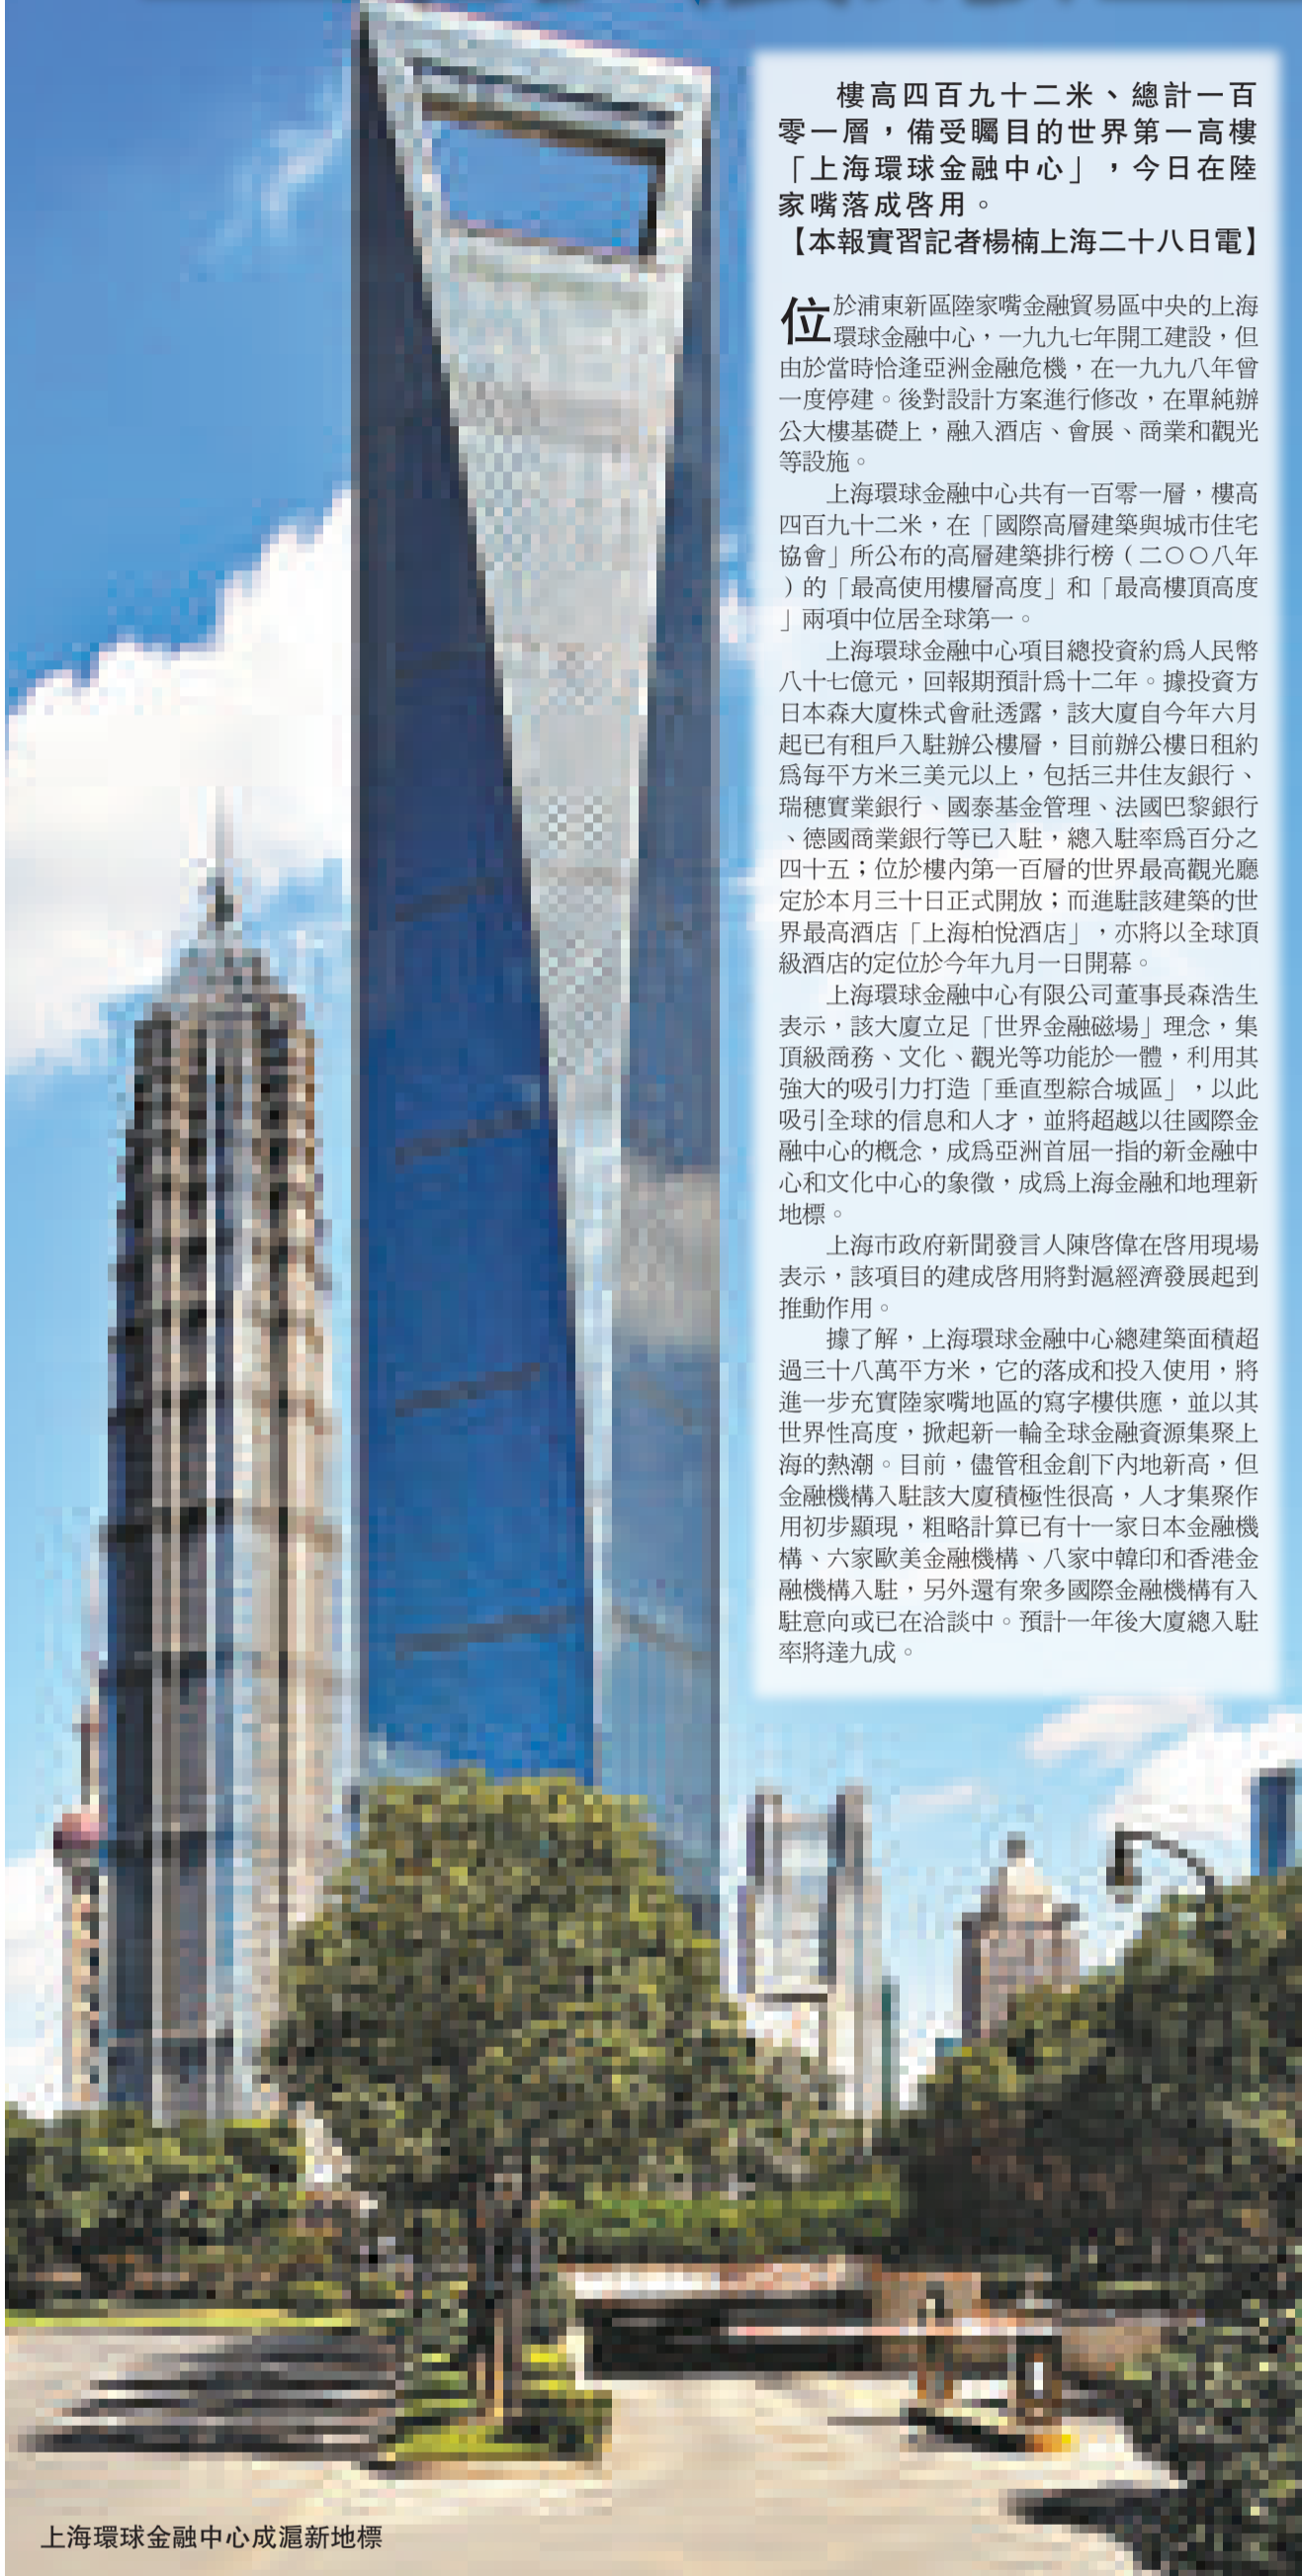 樓高四百九十二米、總計一百
零一層，備受矚目的世界第一高樓
「上海環球金融中心」，今日在陸
家嘴落成啓用。
【本報實習記者楊楠上海二十八日電】
位於浦東新區陸家嘴金融貿易區中央的上海
環球金融中心，一九九七年開工建設，但
由於當時恰逢亞洲金融危機，在一九九八年曾
一度停建。後對設計方案進行修改，在單純辦
公大樓基礎上，融入酒店、會展、商業和觀光
等設施。
上海環球金融中心共有一百零一層，樓高
四百九十二米，在「國際高層建築與城市住宅
協會」所公布的高層建築排行榜（二〇〇八年
）的「最高使用樓層高度」和「最高樓頂高度
」兩項中位居全球第一。
上海環球金融中心項目總投資約爲人民幣
八十七億元，回報期預計爲十二年。據投資方
日本森大廈株式會社透露，該大廈自今年六月
起已有租戶入駐辦公樓層，目前辦公樓日租約
爲每平方米三美元以上，包括三井住友銀行、
瑞穗實業銀行、國泰基金管理、法國巴黎銀行
、德國商業銀行等已入駐，總入駐率爲百分之
四十五；位於樓內第一百層的世界最高觀光廳
定於本月三十日正式開放；而進駐該建築的世
界最高酒店「上海柏悅酒店」，亦將以全球頂
級酒店的定位於今年九月一日開幕。
上海環球金融中心有限公司董事長森浩生
表示，該大廈立足「世界金融磁場」理念，集
頂級商務、文化、觀光等功能於一體，利用其
強大的吸引力打造「垂直型綜合城區」，以此
吸引全球的信息和人才，並將超越以往國際金
融中心的概念，成爲亞洲首屈一指的新金融中
心和文化中心的象徵，成爲上海金融和地理新
地標。
上海市政府新聞發言人陳啓偉在啓用現場
表示，該項目的建成啓用將對滬經濟發展起到
推動作用。
據了解，上海環球金融中心總建築面積超
過三十八萬平方米，它的落成和投入使用，將
進一步充實陸家嘴地區的寫字樓供應，並以其
世界性高度，掀起新一輪全球金融資源集聚上
海的熱潮。目前，儘管租金創下內地新高，但
金融機構入駐該大廈積極性很高，人才集聚作
用初步顯現，粗略計算已有十一家日本金融機
構、六家歐美金融機構、八家中韓印和香港金
融機構入駐，另外還有衆多國際金融機構有入
駐意向或已在洽談中。預計一年後大廈總入駐
率將達九成。
上海環球金融中心成滬新地標